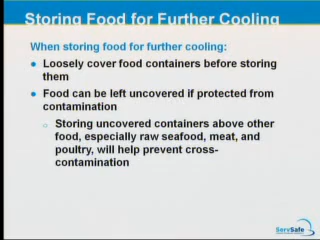 Storing Food for Further Cooling
When storing food for further cooling:
Loosely cover food containers before storing
them
Food can be left uncovered if protected from
contamination
Storing uncovered containers above other
food, especially raw seafood, meat, and
poultry, will help prevent cross-
contamination
ServSafe